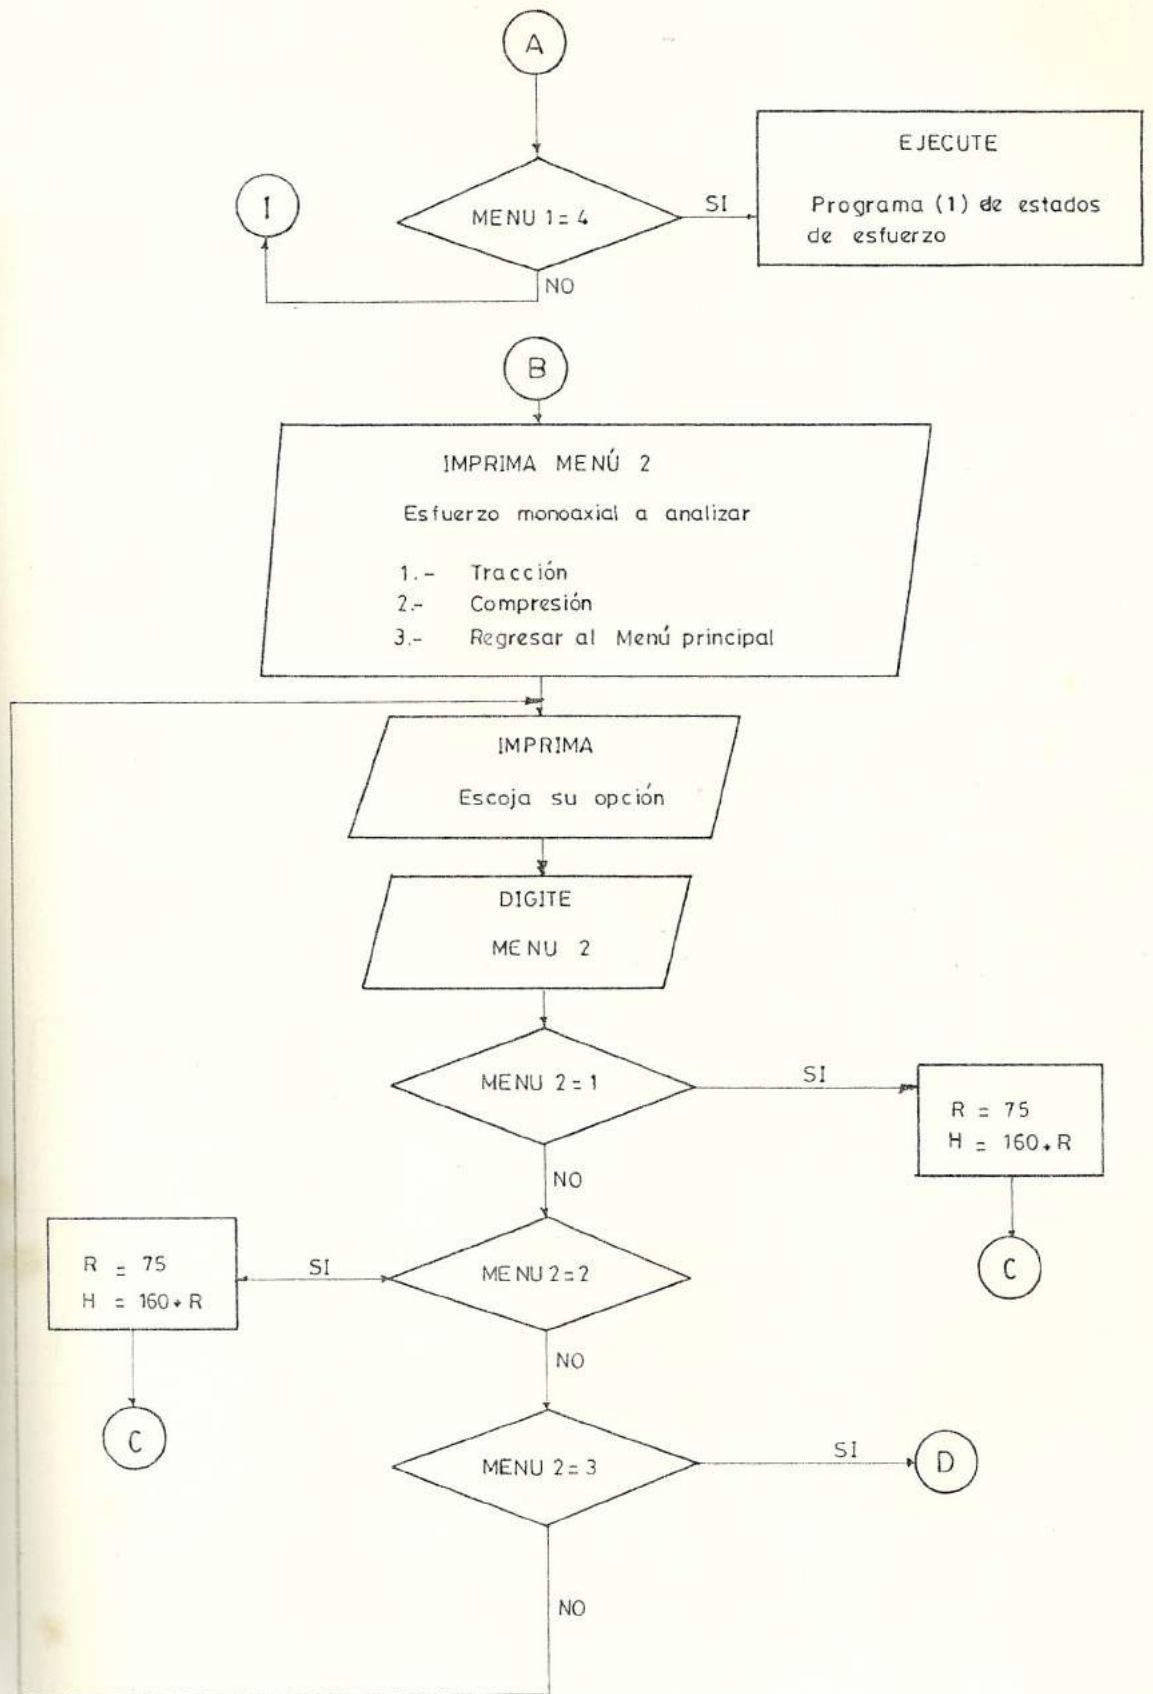 A
EJECUTE
Programa (1) de estados
de esfuerzo
I
MENU 1 = 4
SI
NO
B
IMPRIMA MENÚ 2
Esfuerzo monoaxial a analizar
1.- Tracción
2.- Compresión
3.- Regresar al Menú principal
IMPRIMA
Escoja su opción
DIGITE
MENU 2
MENU 2 = 1
SI
R = 75
H = 160 * R
NO
C
R = 75
H = 160 * R
SI
MENU 2 = 2
NO
C
MENU 2 = 3
SI
D
NO